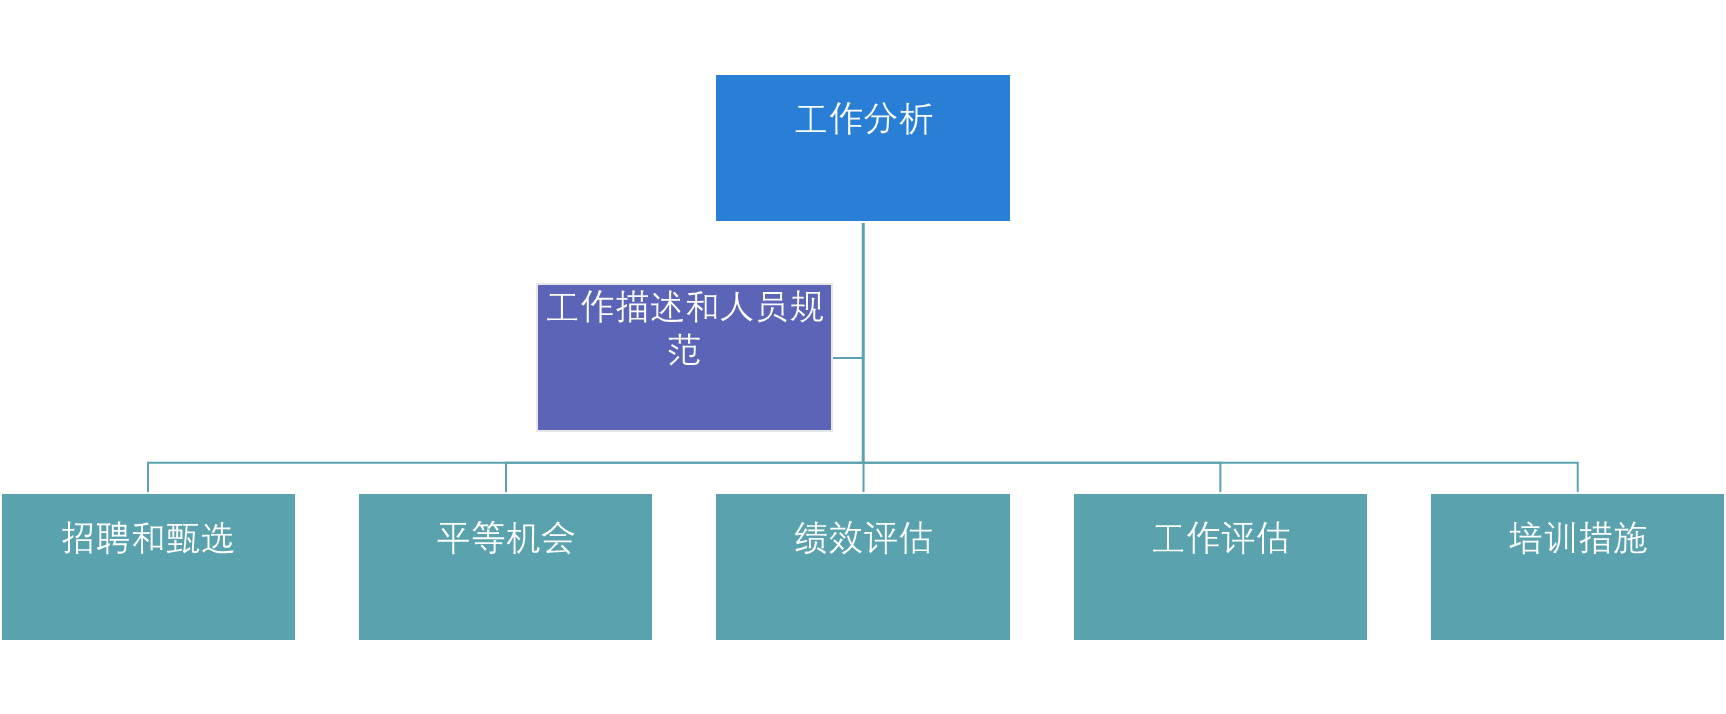 工作分析
工作描述和人员规
范
招聘和甄选
平等机会
绩效评估
工作评估
培训措施